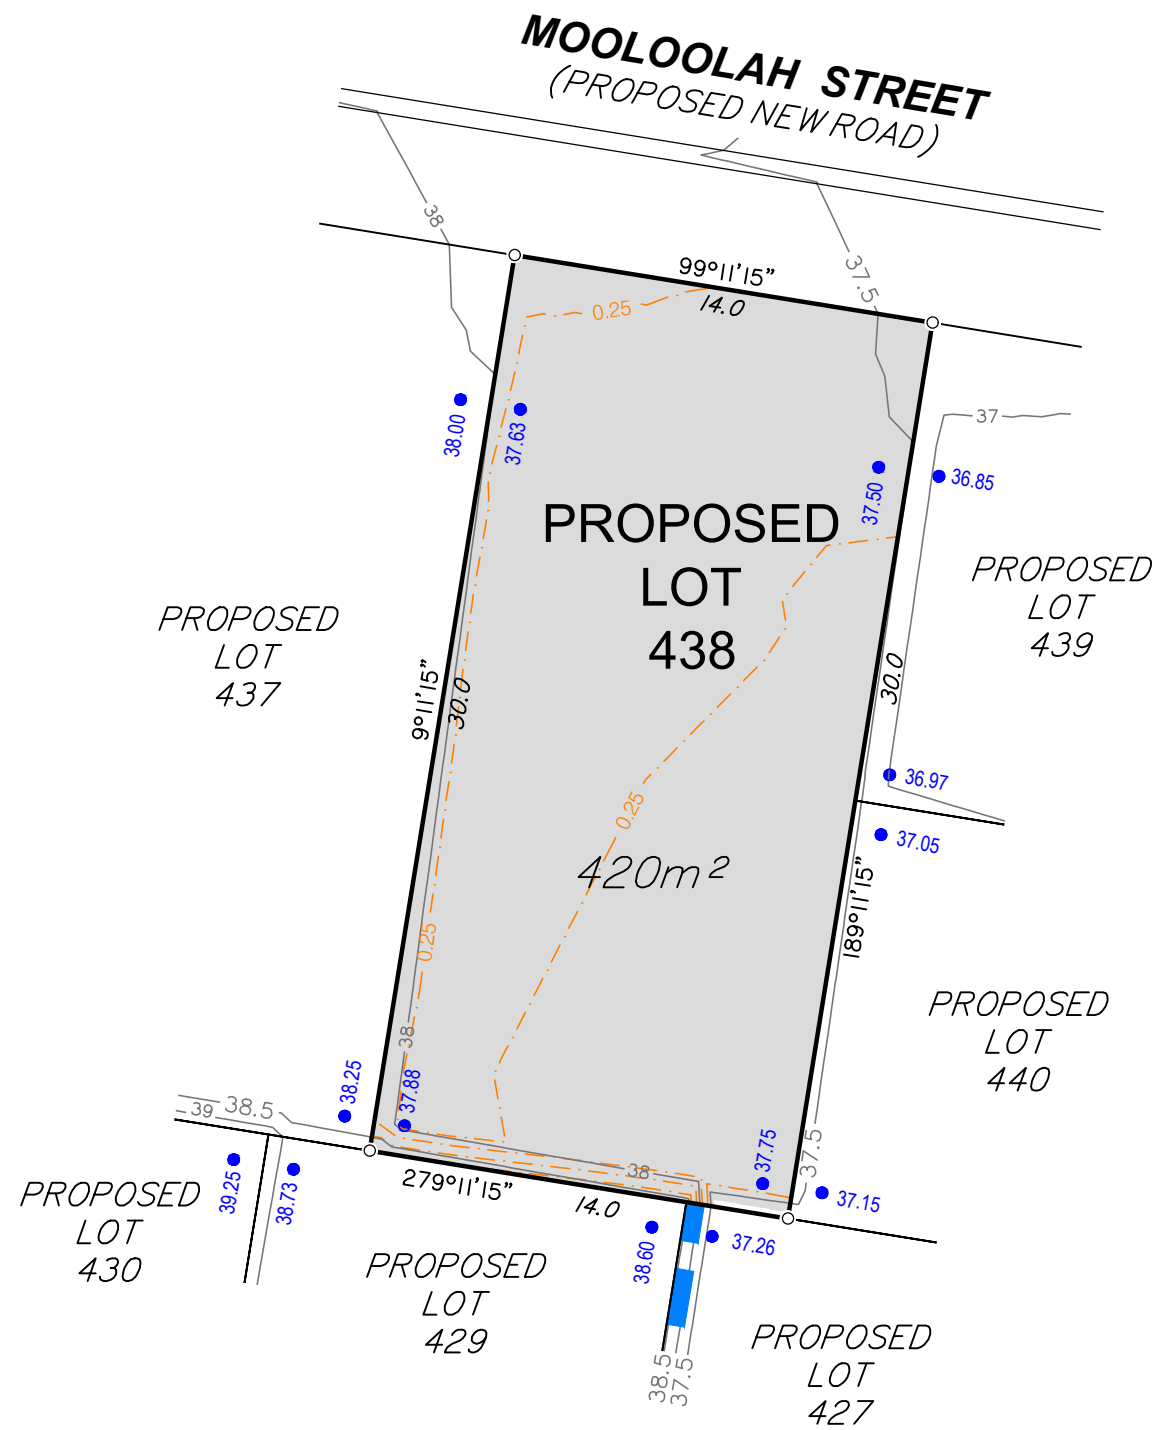 MOOLOOLAH STREET
(PROPOSED NEW ROAD)
38
37.5
99°11'15"
14.0
0.25
38.00
37.63
37.50
37
36.85
PROPOSED
LOT
438
PROPOSED
LOT
439
PROPOSED
LOT
437
9°11'15"
30.0
30.0
36.97
37.05
0.25
420m²
189°11'15"
0.25
PROPOSED
LOT
440
38
38.25
37.88
39
38.5
37.75
37.5
37.15
39.25
38.73
279°11'15"
38
14.0
38.60
37.26
PROPOSED
LOT
430
PROPOSED
LOT
429
PROPOSED
LOT
427
38.5
37.5